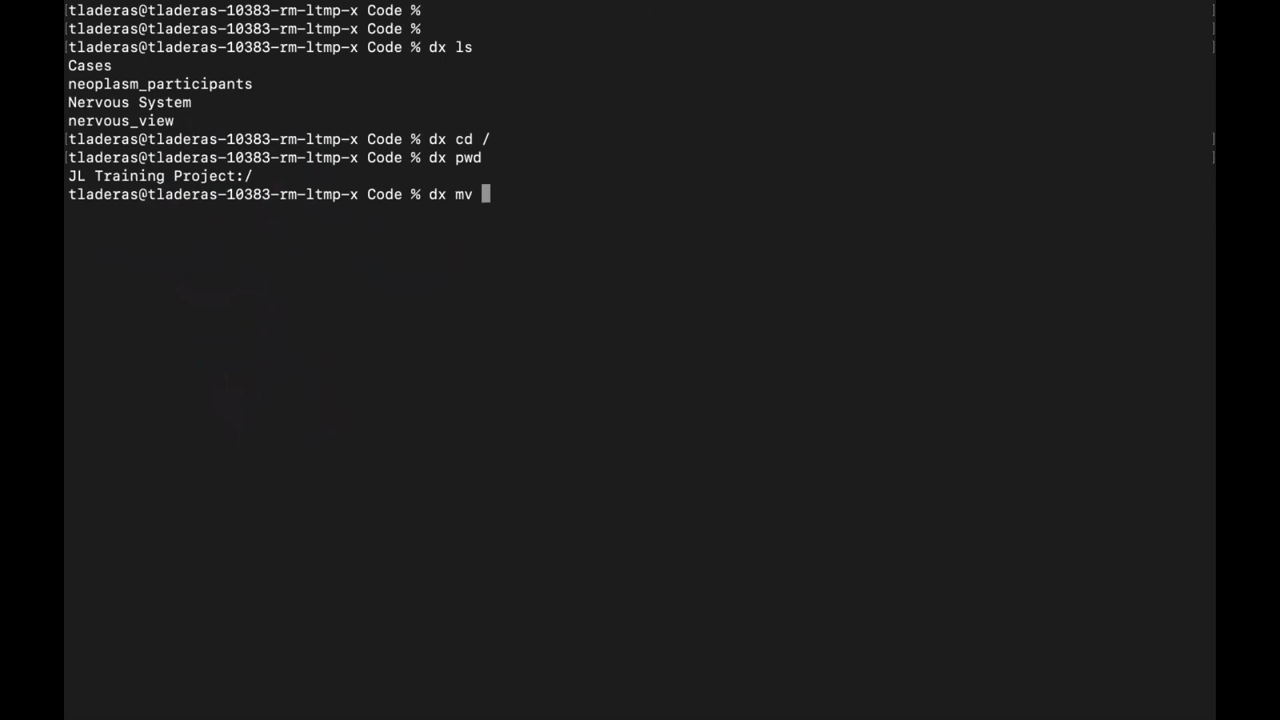 [tladeras@tladeras-10383-rm-ltmp-x Code % ]
[tladeras@tladeras-10383-rm-ltmp-x Code % ]
[tladeras@tladeras-10383-rm-ltmp-x Code % dx ls ]
Cases
neoplasm_participants
Nervous System
nervous_view
[tladeras@tladeras-10383-rm-ltmp-x Code % dx cd / ]
[tladeras@tladeras-10383-rm-ltmp-x Code % dx pwd ]
JL Training Project:/
tladeras@tladeras-10383-rm-ltmp-x Code % dx mv